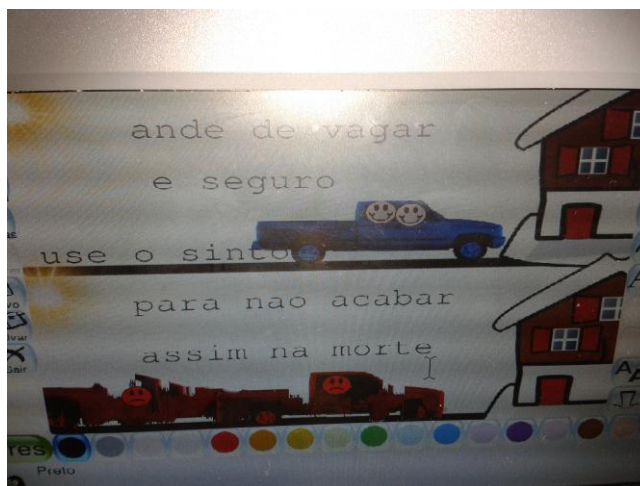 ande de vagar
e seguro
use o sinto
para nao acabar
assim na morte
Sair
Preto